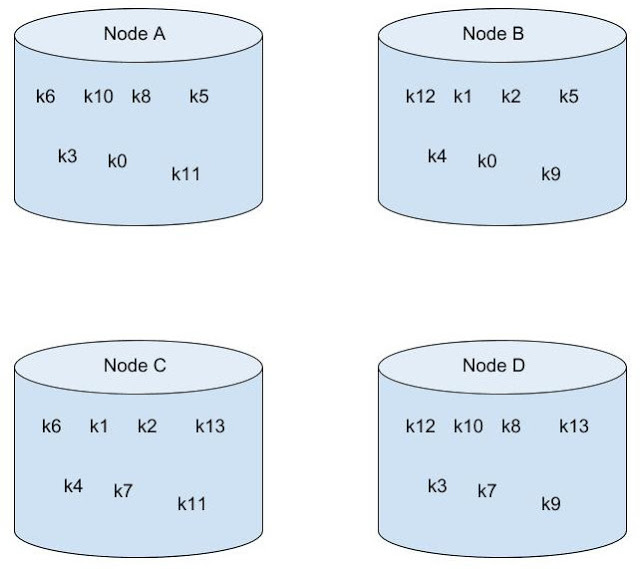 Node A
k6 k10 k8 k5
k3 k0
k11
Node B
k12 k1 k2 k5
k4 k0
k9
Node C
k6 k1 k2 k13
k4 k7
k11
Node D
k12 k10 k8 k13
k3 k7
k9